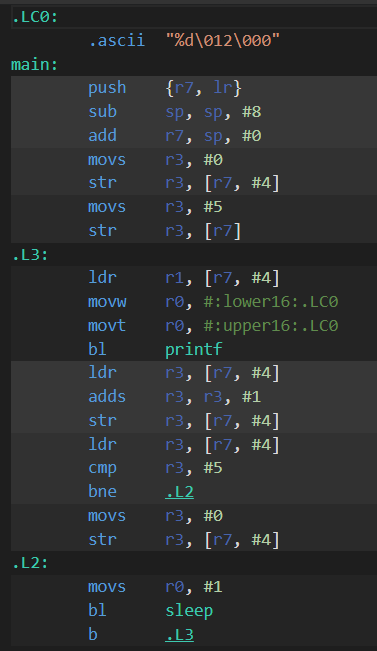 .LC0:
.ascii "%d\012\000"
main:
push {r7, lr}
sub sp, sp, #8
add r7, sp, #0
movs r3, #0
str r3, [r7, #4]
movs r3, #5
str r3, [r7]
.L3:
ldr r1, [r7, #4]
movw r0, #:lower16:.LC0
movt r0, #:upper16:.LC0
bl printf
ldr r3, [r7, #4]
adds r3, r3, #1
str r3, [r7, #4]
ldr r3, [r7, #4]
cmp r3, #5
bne .L2
movs r3, #0
str r3, [r7, #4]
.L2:
movs r0, #1
bl sleep
b .L3